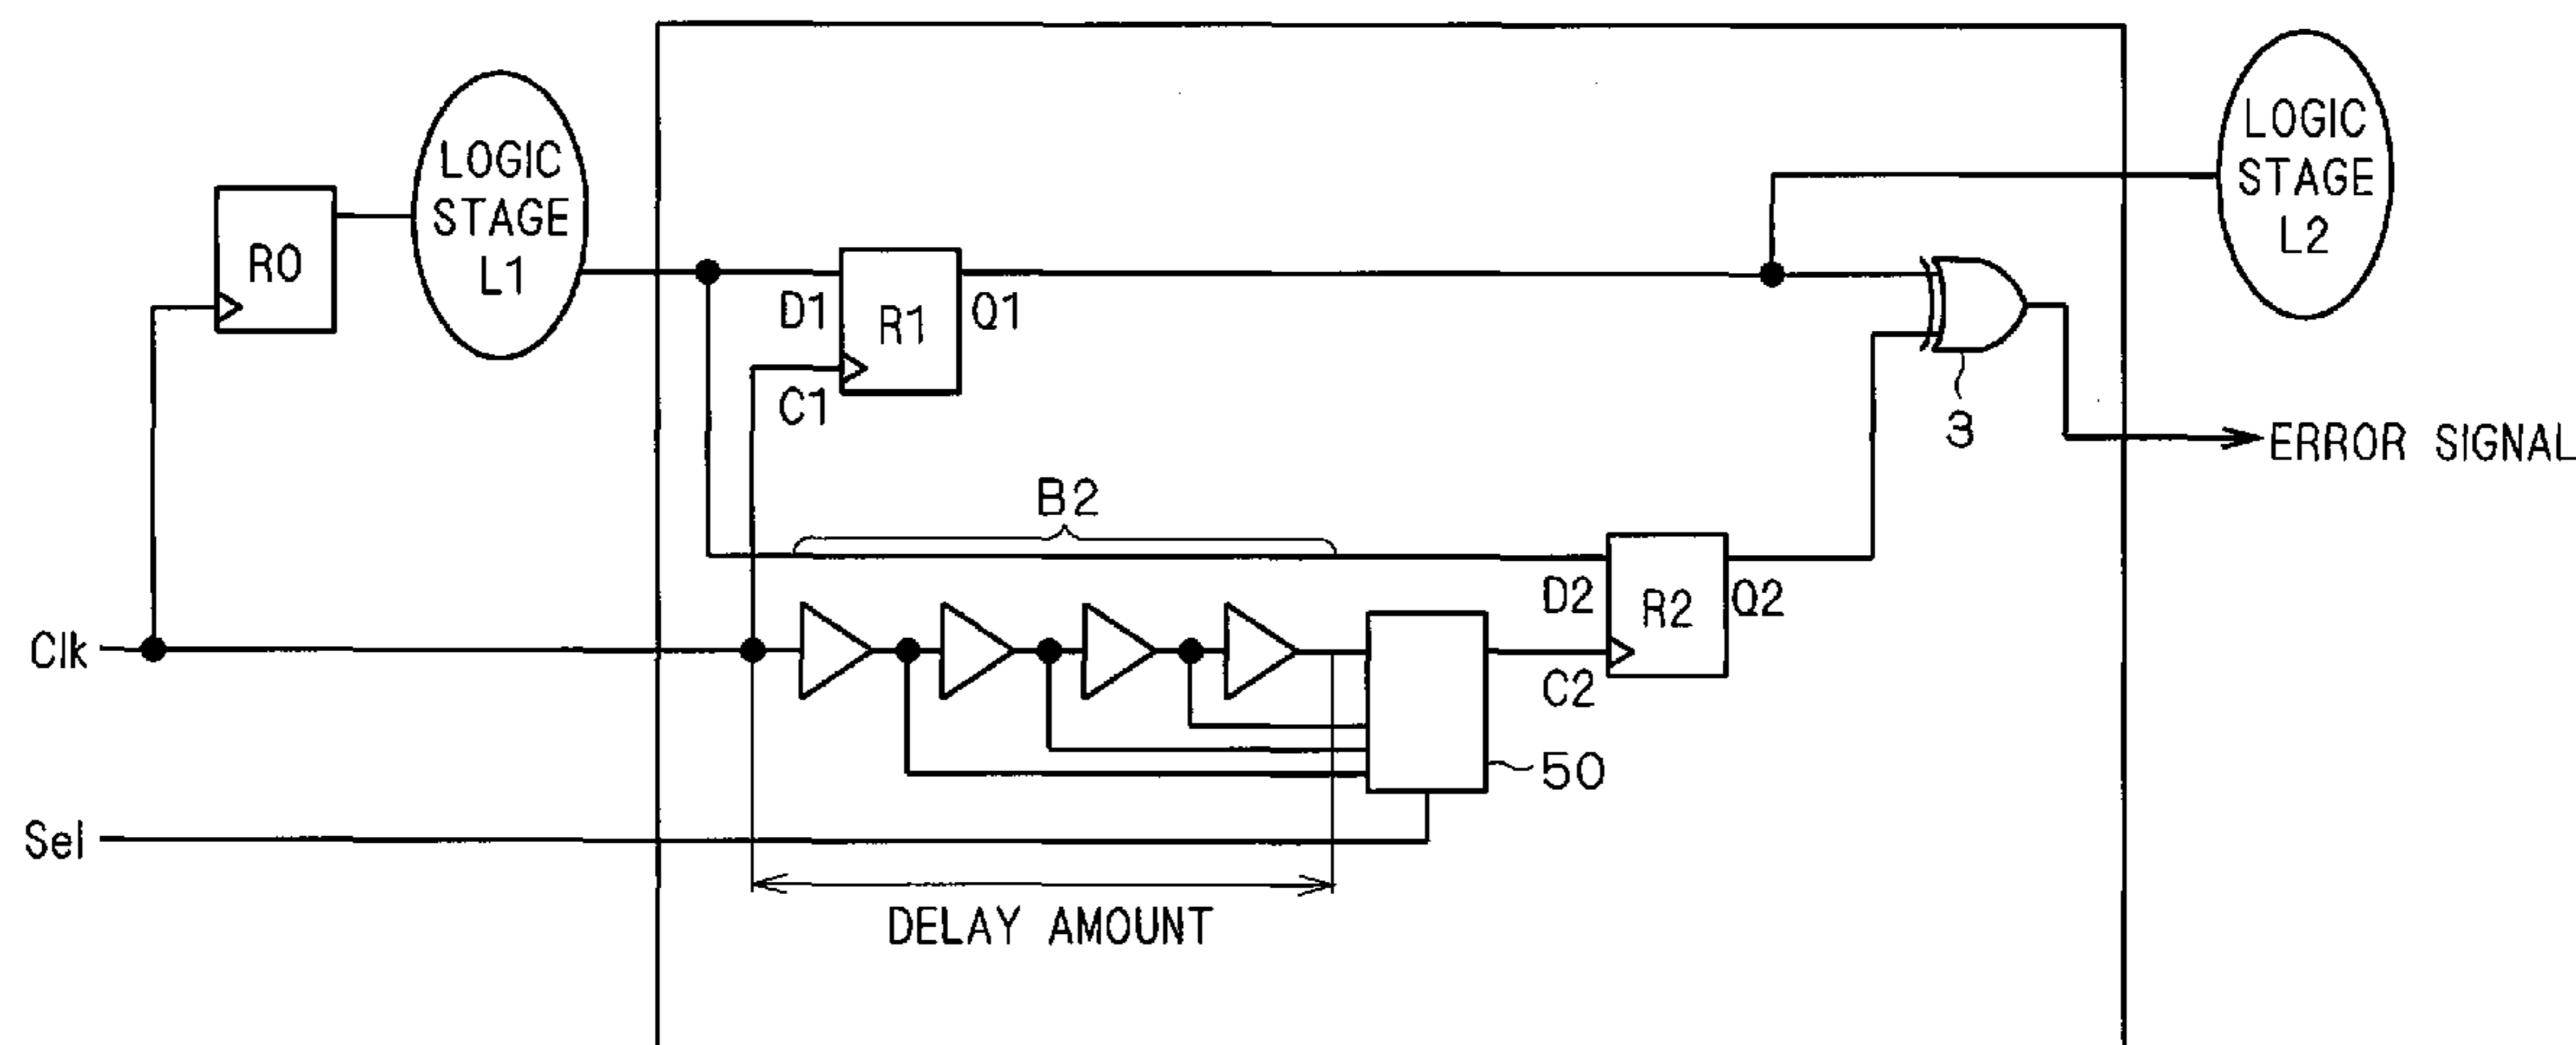 LOGIC
STAGE
L1
LOGIC
STAGE
L2
R0
D1
R1
Q1
C1
3
ERROR SIGNAL
B2
D2
R2
Q2
C2
Clk
50
Sel
DELAY AMOUNT